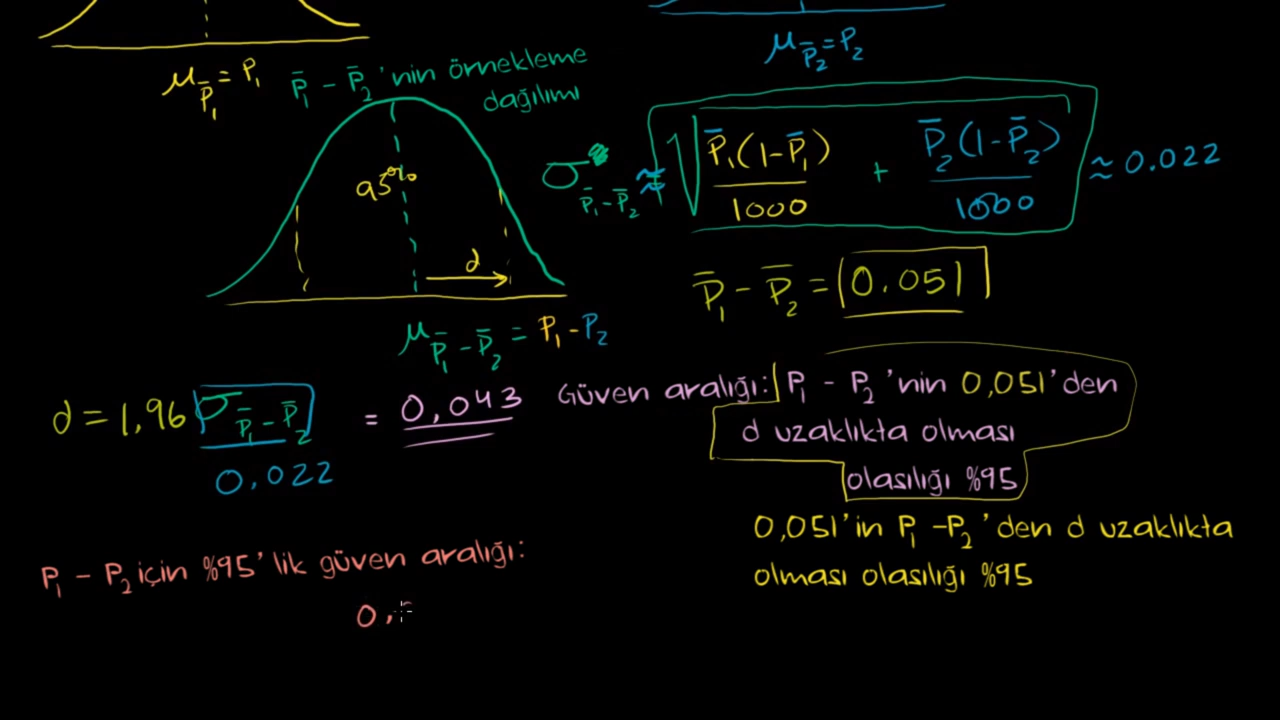 μ_P̄₁ = P₁
μ_P̄₂ = P₂
P̄₁ - P̄₂'nin örnekleme
dağılımı
95%
d
μ_P̄₁-P̄₂ = P₁ - P₂
σ_P̄₁-P̄₂ ≈ √ P̄₁(1-P̄₁)/1000 + P̄₂(1-P̄₂)/1000 ≈ 0.022
P̄₁ - P̄₂ = 0.051
d = 1,96 σ_P̄₁-P̄₂ = 0,043
0.022
Güven aralığı: P₁ - P₂'nin 0,051'den
d uzaklıkta olması
olasılığı %95
0,051'in P₁ - P₂'den d uzaklıkta
olması olasılığı %95
P₁ - P₂ için %95'lik güven aralığı:
0,